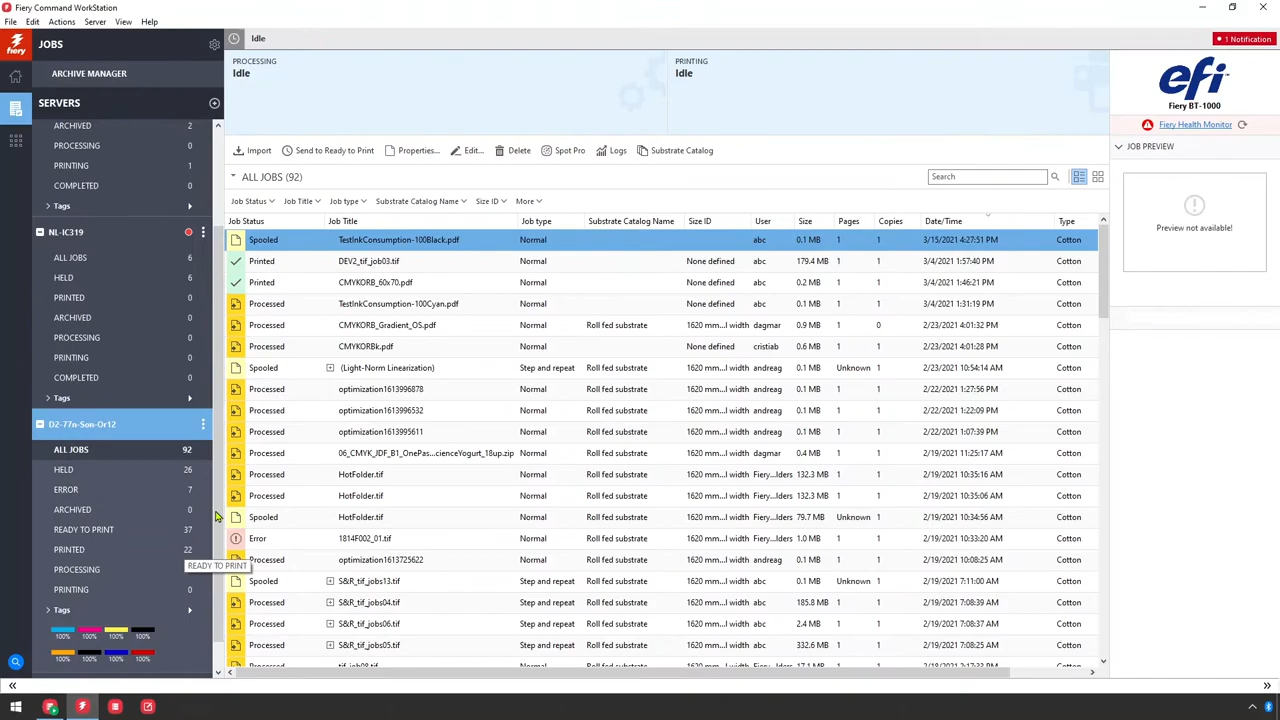 Fiery Command WorkStation
File Edit Actions Server View Help
fiery
JOBS
ARCHIVE MANAGER
SERVERS
ARCHIVED 2
PROCESSING 0
PRINTING 1
COMPLETED 0
Tags
NL-IC319
ALL JOBS 6
HELD 6
PRINTED 0
ARCHIVED 0
PROCESSING 0
PRINTING 0
COMPLETED 0
Tags
D2-77n-Son-Or12
ALL JOBS 92
HELD 26
ERROR 7
ARCHIVED 0
READY TO PRINT 37
PRINTED 22
PROCESSING
READY TO PRINT
PRINTING 0
Tags
100% 100% 100% 100%
100% 100% 100% 100%
Idle
PROCESSING
Idle
PRINTING
Idle
Import Send to Ready to Print Properties... Edit... Delete Spot Pro Logs Substrate Catalog
ALL JOBS (92)
Search
Job Status Job Title Job type Substrate Catalog Name Size ID More
Job Status Job Title Job type Substrate Catalog Name Size ID User Size Pages Copies Date/Time Type
Spooled TestInkConsumption-100Black.pdf Normal abc 0.1 MB 1 1 3/15/2021 4:27:51 PM Cotton
Printed DEV2_tif_job03.tif Normal None defined abc 179.4 MB 1 1 3/4/2021 1:57:40 PM Cotton
Printed CMYKORB_60x70.pdf Normal None defined abc 0.2 MB 1 1 3/4/2021 1:46:21 PM Cotton
Processed TestInkConsumption-100Cyan.pdf Normal None defined abc 0.1 MB 1 1 3/4/2021 1:31:19 PM Cotton
Processed CMYKORB_Gradient_OS.pdf Normal Roll fed substrate 1620 mm...l width dagmar 0.9 MB 1 0 2/23/2021 4:01:32 PM Cotton
Processed CMYKORBk.pdf Normal Roll fed substrate 1620 mm...l width cristiab 0.6 MB 1 1 2/23/2021 4:01:28 PM Cotton
Spooled (Light-Norm Linearization) Step and repeat Roll fed substrate 1620 mm...l width andreag 0.1 MB Unknown 1 2/23/2021 10:54:14 AM Cotton
Processed optimization1613996878 Normal Roll fed substrate 1620 mm...l width andreag 0.1 MB 1 1 2/22/2021 1:27:56 PM Cotton
Processed optimization1613996532 Normal Roll fed substrate 1620 mm...l width andreag 0.1 MB 1 1 2/22/2021 1:22:09 PM Cotton
Processed optimization1613995611 Normal Roll fed substrate 1620 mm...l width andreag 0.1 MB 1 1 2/22/2021 1:07:39 PM Cotton
Processed 06_CMYK_JDF_B1_OnePas...cienceYogurt_18up.zip Normal Roll fed substrate 1620 mm...l width dagmar 0.4 MB 1 1 2/19/2021 11:25:17 AM Cotton
Processed HotFolder.tif Normal Roll fed substrate 1620 mm...l width Fiery...lders 132.3 MB 1 1 2/19/2021 10:35:16 AM Cotton
Processed HotFolder.tif Normal Roll fed substrate 1620 mm...l width Fiery...lders 132.3 MB 1 1 2/19/2021 10:35:06 AM Cotton
Spooled HotFolder.tif Normal Roll fed substrate 1620 mm...l width Fiery...lders 79.7 MB Unknown 1 2/19/2021 10:34:56 AM Cotton
Error 1814F002_01.tif Normal Roll fed substrate 1620 mm...l width Fiery...lders 1.0 MB 1 1 2/19/2021 10:33:20 AM Cotton
Processed optimization1613725622 Normal Roll fed substrate 1620 mm...l width andreag 0.1 MB 1 1 2/19/2021 10:08:25 AM Cotton
Spooled S&R_tif_jobs13.tif Step and repeat Roll fed substrate 1620 mm...l width abc 0.1 MB Unknown 1 2/19/2021 7:11:00 AM Cotton
Processed S&R_tif_jobs04.tif Step and repeat Roll fed substrate 1620 mm...l width abc 185.8 MB 1 1 2/19/2021 7:08:39 AM Cotton
Processed S&R_tif_jobs06.tif Step and repeat Roll fed substrate 1620 mm...l width abc 2.4 MB 1 1 2/19/2021 7:08:37 AM Cotton
Processed S&R_tif_jobs05.tif Step and repeat Roll fed substrate 1620 mm...l width abc 332.6 MB 1 1 2/19/2021 7:08:25 AM Cotton
1 Notification
efi
Fiery BT-1000
Fiery Health Monitor
JOB PREVIEW
Preview not available!